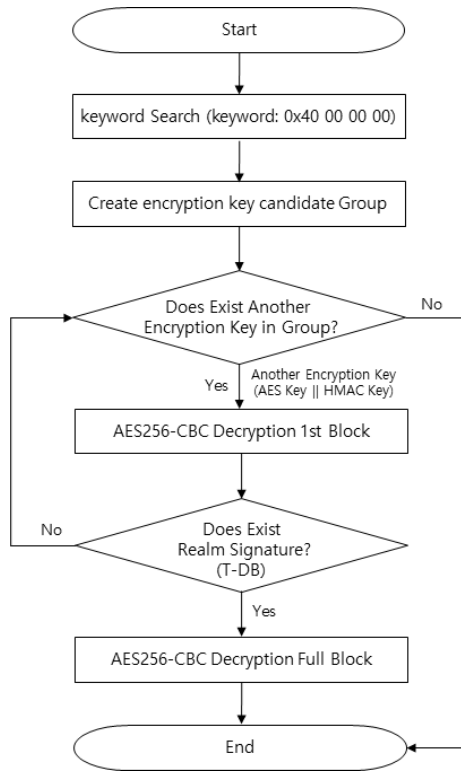 Start
keyword Search (keyword: 0x40 00 00 00)
Create encryption key candidate Group
Does Exist Another
Encryption Key in Group?
No
Yes
Another Encryption Key
(AES Key || HMAC Key)
AES256-CBC Decryption 1st Block
No
Does Exist
Realm Signature?
(T-DB)
Yes
AES256-CBC Decryption Full Block
End